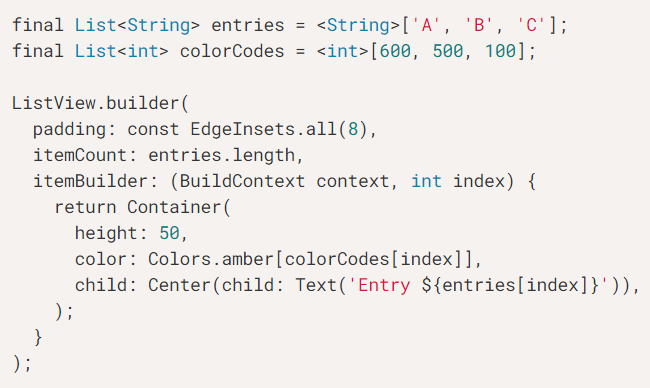 final List<String> entries = <String>['A', 'B', 'C'];
final List<int> colorCodes = <int>[600, 500, 100];

ListView.builder(
  padding: const EdgeInsets.all(8),
  itemCount: entries.length,
  itemBuilder: (BuildContext context, int index) {
    return Container(
      height: 50,
      color: Colors.amber[colorCodes[index]],
      child: Center(child: Text('Entry ${entries[index]}')),
    );
  }
);